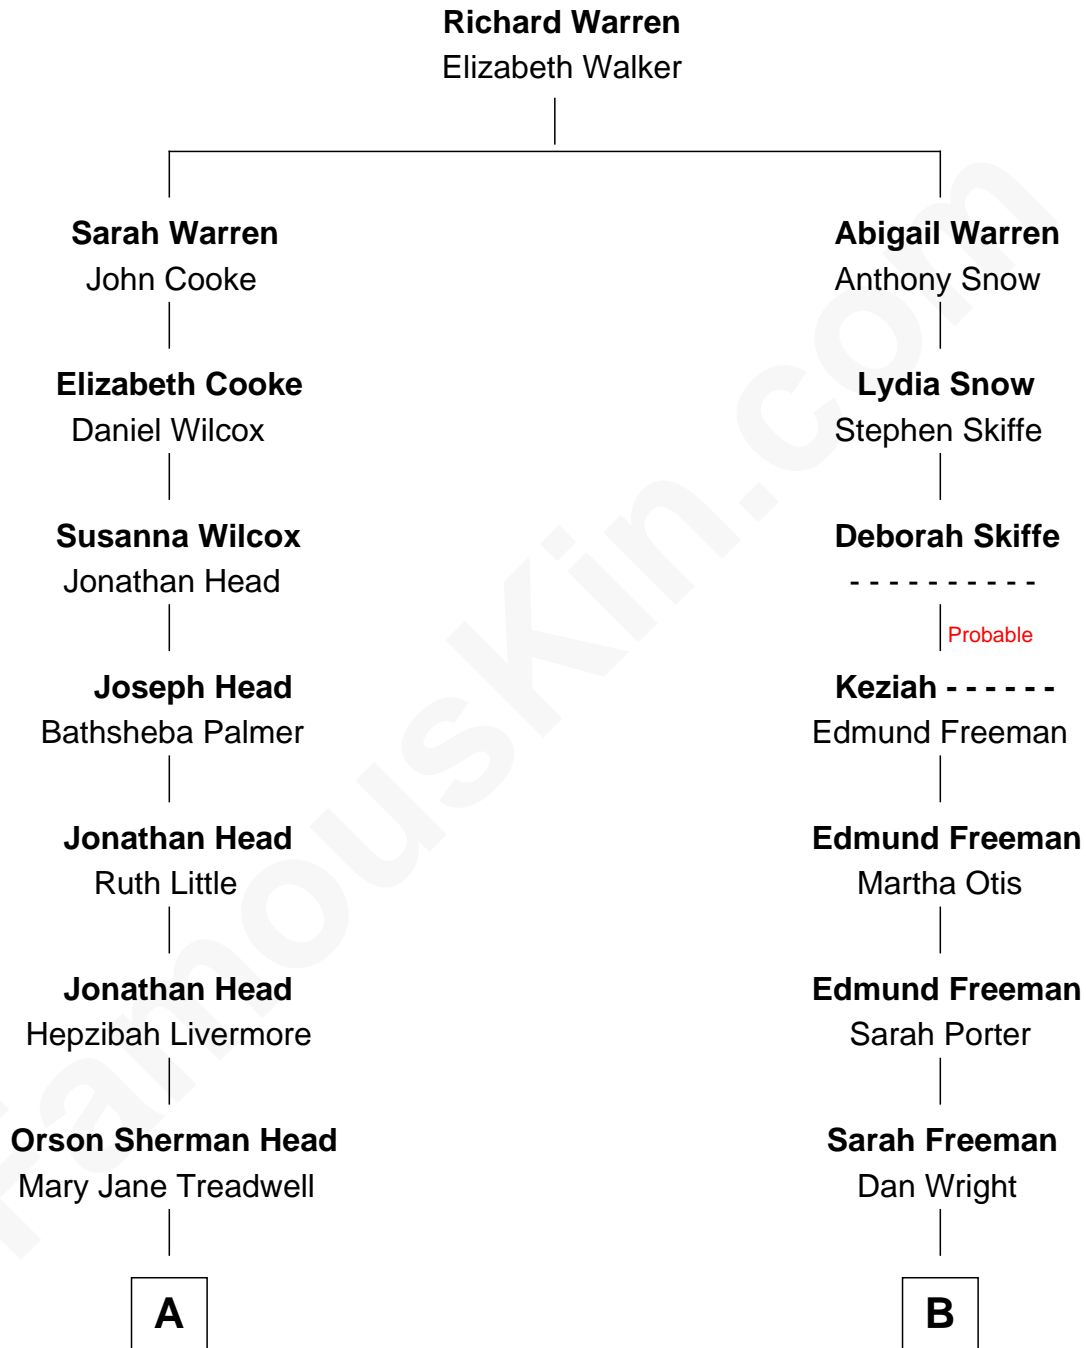 Richard Warren
Elizabeth Walker
Sarah Warren
John Cooke
Abigail Warren
Anthony Snow
Elizabeth Cooke
Daniel Wilcox
Lydia Snow
Stephen Skiffe
Susanna Wilcox
Jonathan Head
Deborah Skiffe
- - - - - - - - - -
Probable
Joseph Head
Bathsheba Palmer
Keziah - - - - - -
Edmund Freeman
Jonathan Head
Ruth Little
Edmund Freeman
Martha Otis
Jonathan Head
Hepzibah Livermore
Edmund Freeman
Sarah Porter
Orson Sherman Head
Mary Jane Treadwell
Sarah Freeman
Dan Wright
A
B
FamousKin.com